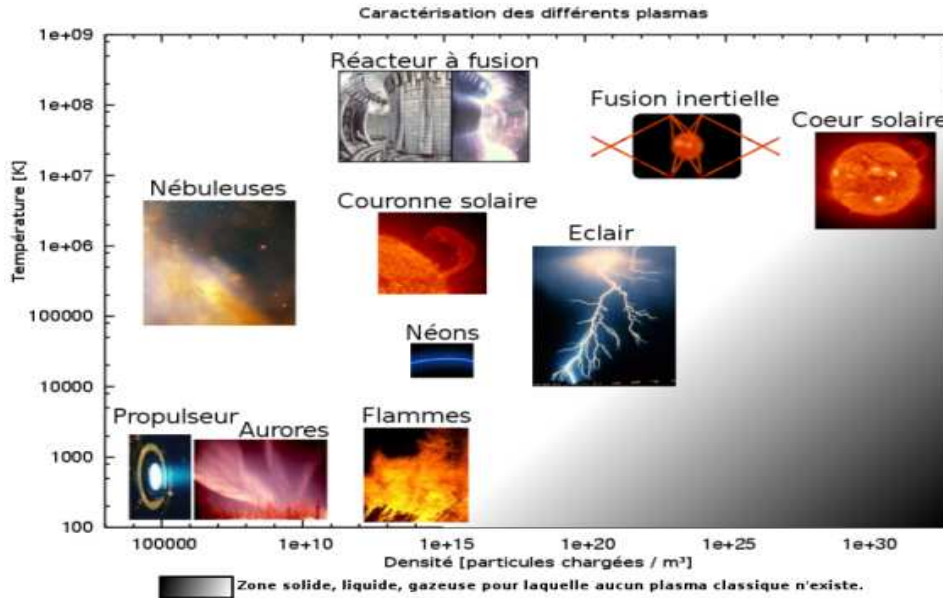 Caractérisation des différents plasmas
1e+09
1e+08
1e+07
1e+06
100000
10000
1000
100
Température [K]
Réacteur à fusion
Fusion inertielle
Coeur solaire
Nébuleuses
Couronne solaire
Eclair
Néons
Propulseur
Aurores
Flammes
100000
1e+10
1e+15
1e+20
1e+25
1e+30
Densité [particules chargées / m³]
Zone solide, liquide, gazeuse pour laquelle aucun plasma classique n'existe.